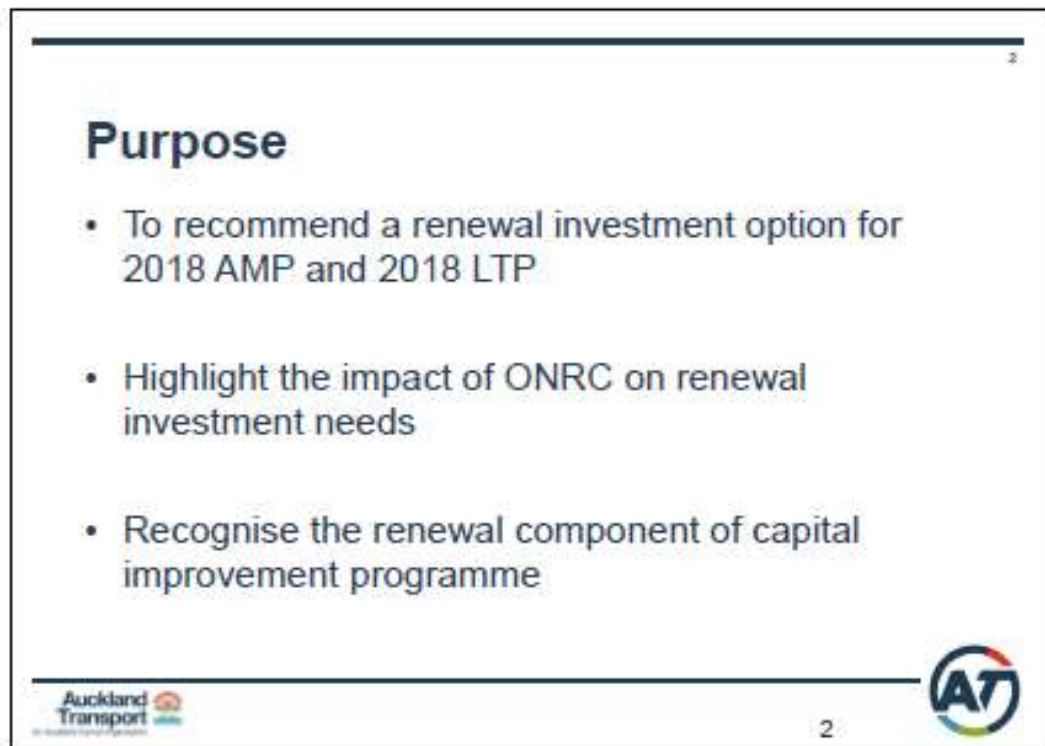 2
Purpose
• To recommend a renewal investment option for
2018 AMP and 2018 LTP
• Highlight the impact of ONRC on renewal
investment needs
• Recognise the renewal component of capital
improvement programme
Auckland
Transport
2
AT